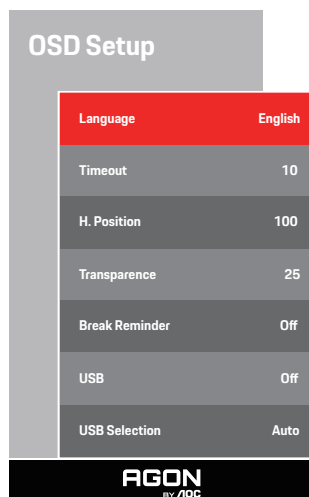 OSD Setup
Language English
Timeout 10
H. Position 100
Transparence 25
Break Reminder Off
USB Off
USB Selection Auto
AGON
BY AOC